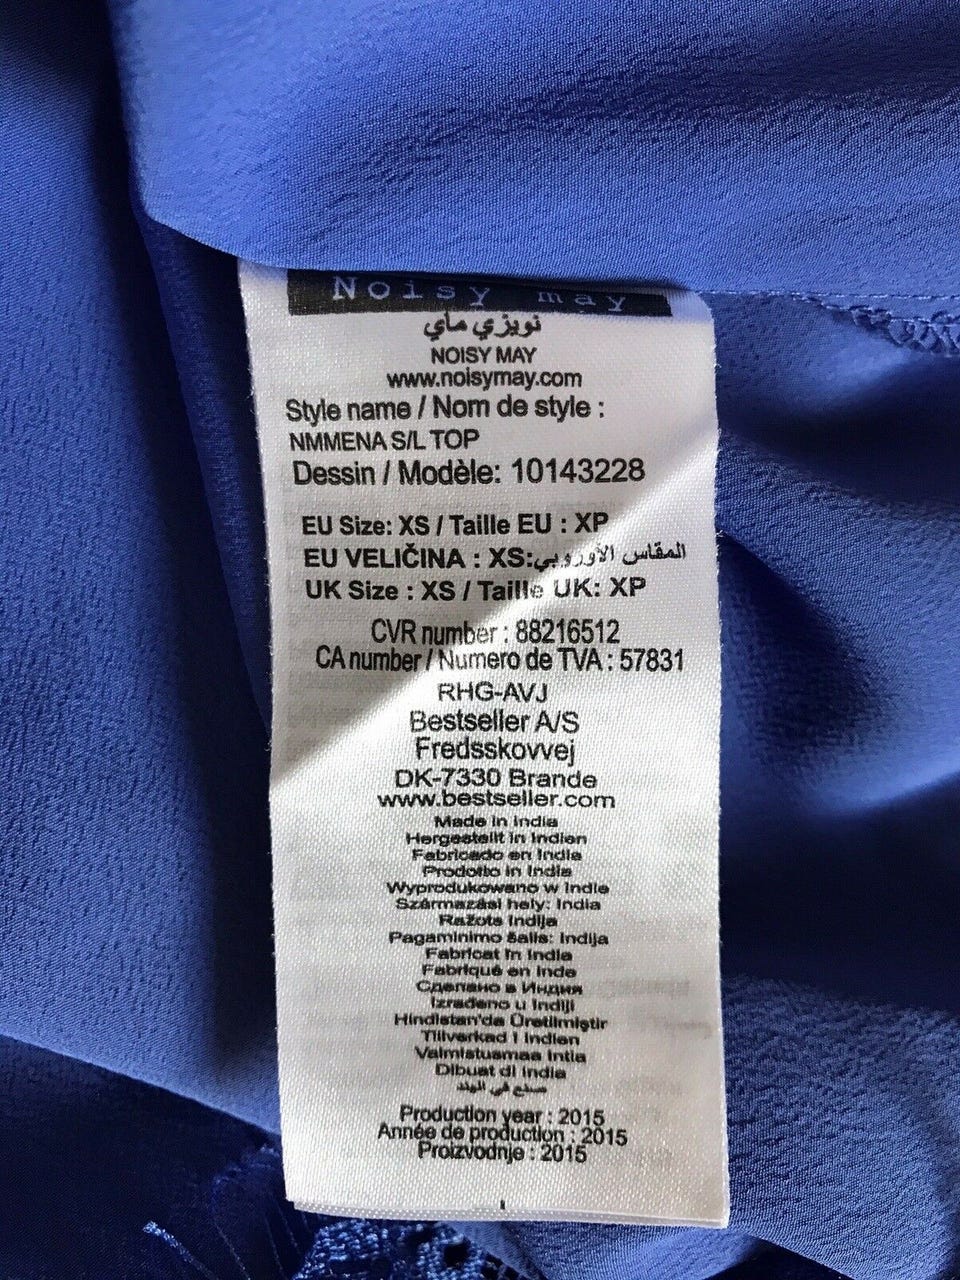 Noisy may
نويزي ماي
NOISY MAY
www.noisymay.com
Style name / Nom de style :
NMMENA S/L TOP
Dessin / Modèle: 10143228
EU Size: XS / Taille EU : XP
EU VELIČINA : XS:المقاس الأوروبي
UK Size : XS / Taille UK: XP
CVR number : 88216512
CA number / Numero de TVA : 57831
RHG-AVJ
Bestseller A/S
Fredsskovvej
DK-7330 Brande
www.bestseller.com
Made in India
Hergestellt in Indien
Fabricado en India
Prodotto in India
Wyprodukowano w Indie
Származási hely: India
Ražots Indija
Pagaminimo šalis: Indija
Fabricat în India
Fabriqué en Inde
Сделано в Индия
Izrađeno u Indiji
Hindistan'da Üretilmiştir
Tillverkad i Indien
Valmistusmaa Intia
Dibuat di India
صنع في الهند
Production year : 2015
Année de production : 2015
Proizvodnje : 2015